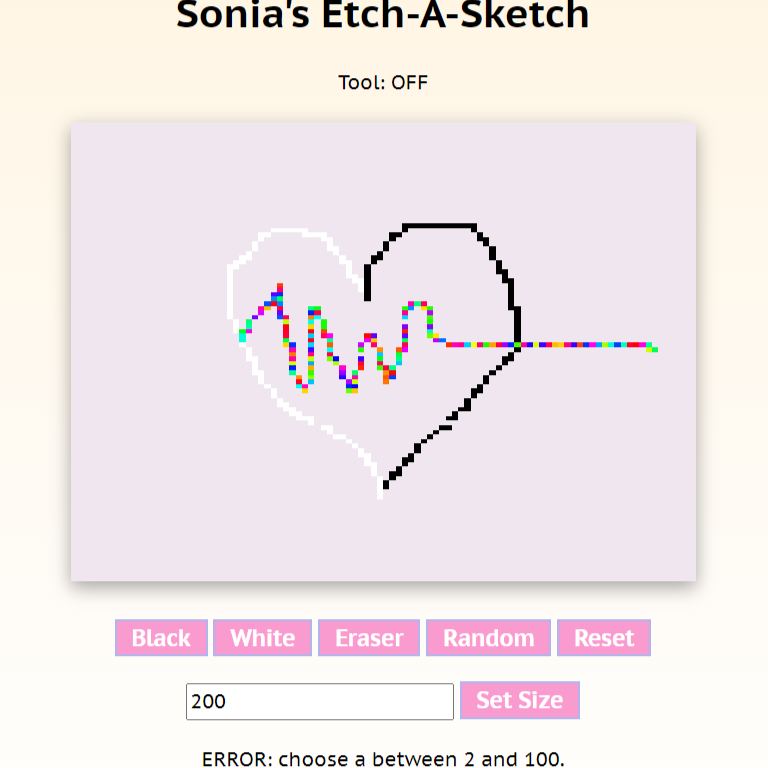 Sonia's Etch-A-Sketch
Tool: OFF
Black White Eraser Random Reset
200 Set Size
ERROR: choose a between 2 and 100.